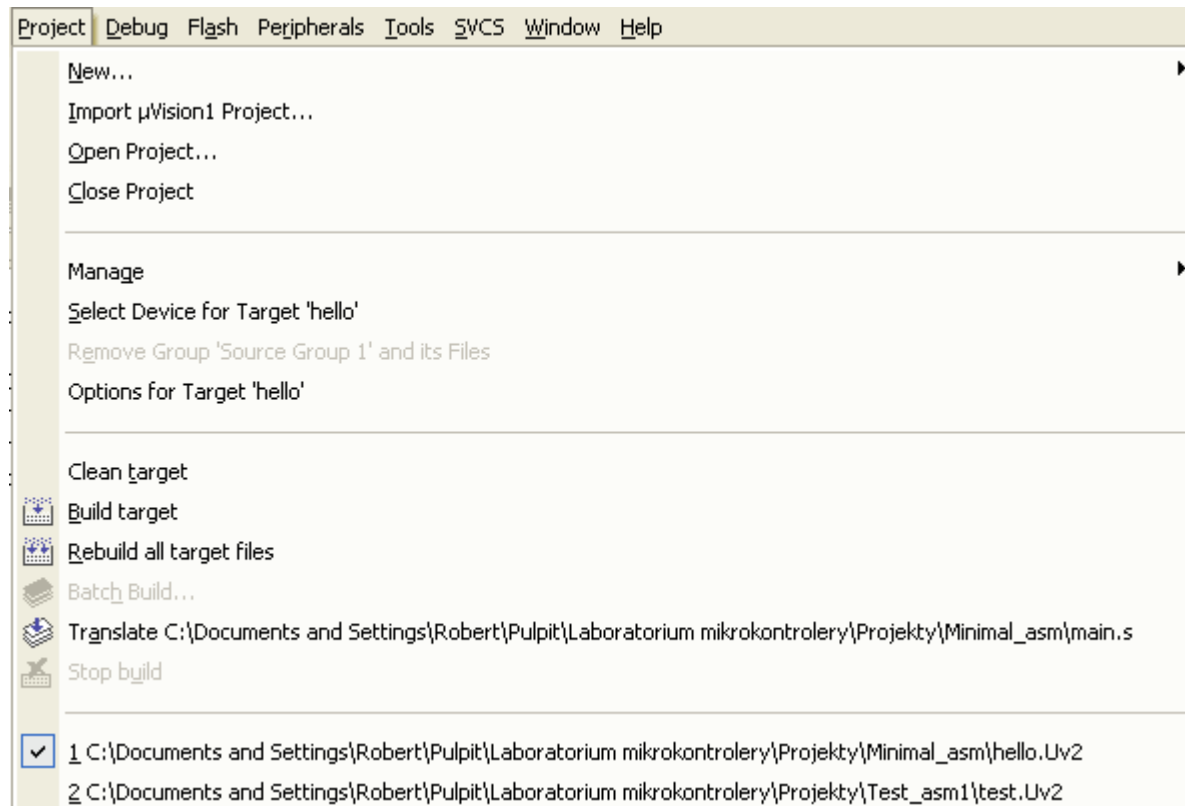 Project Debug Flash Peripherals Tools SVCS Window Help
New...
Import µVision1 Project...
Open Project...
Close Project
Manage
Select Device for Target 'hello'
Remove Group 'Source Group 1' and its Files
Options for Target 'hello'
Clean target
Build target
Rebuild all target files
Batch Build...
Translate C:\Documents and Settings\Robert\Pulpit\Laboratorium mikrokontrolery\Projekty\Minimal_asm\main.s
Stop build
1 C:\Documents and Settings\Robert\Pulpit\Laboratorium mikrokontrolery\Projekty\Minimal_asm\hello.Uv2
2 C:\Documents and Settings\Robert\Pulpit\Laboratorium mikrokontrolery\Projekty\Test_asm1\test.Uv2